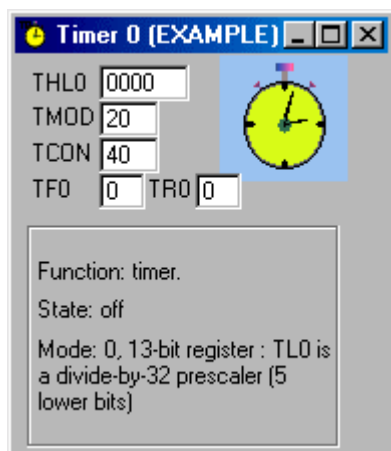 Timer 0 (EXAMPLE)
THL0 0000
TMOD 20
TCON 40
TF0 0 TR0 0
Function: timer.
State: off
Mode: 0, 13-bit register : TL0 is
a divide-by-32 prescaler (5
lower bits)